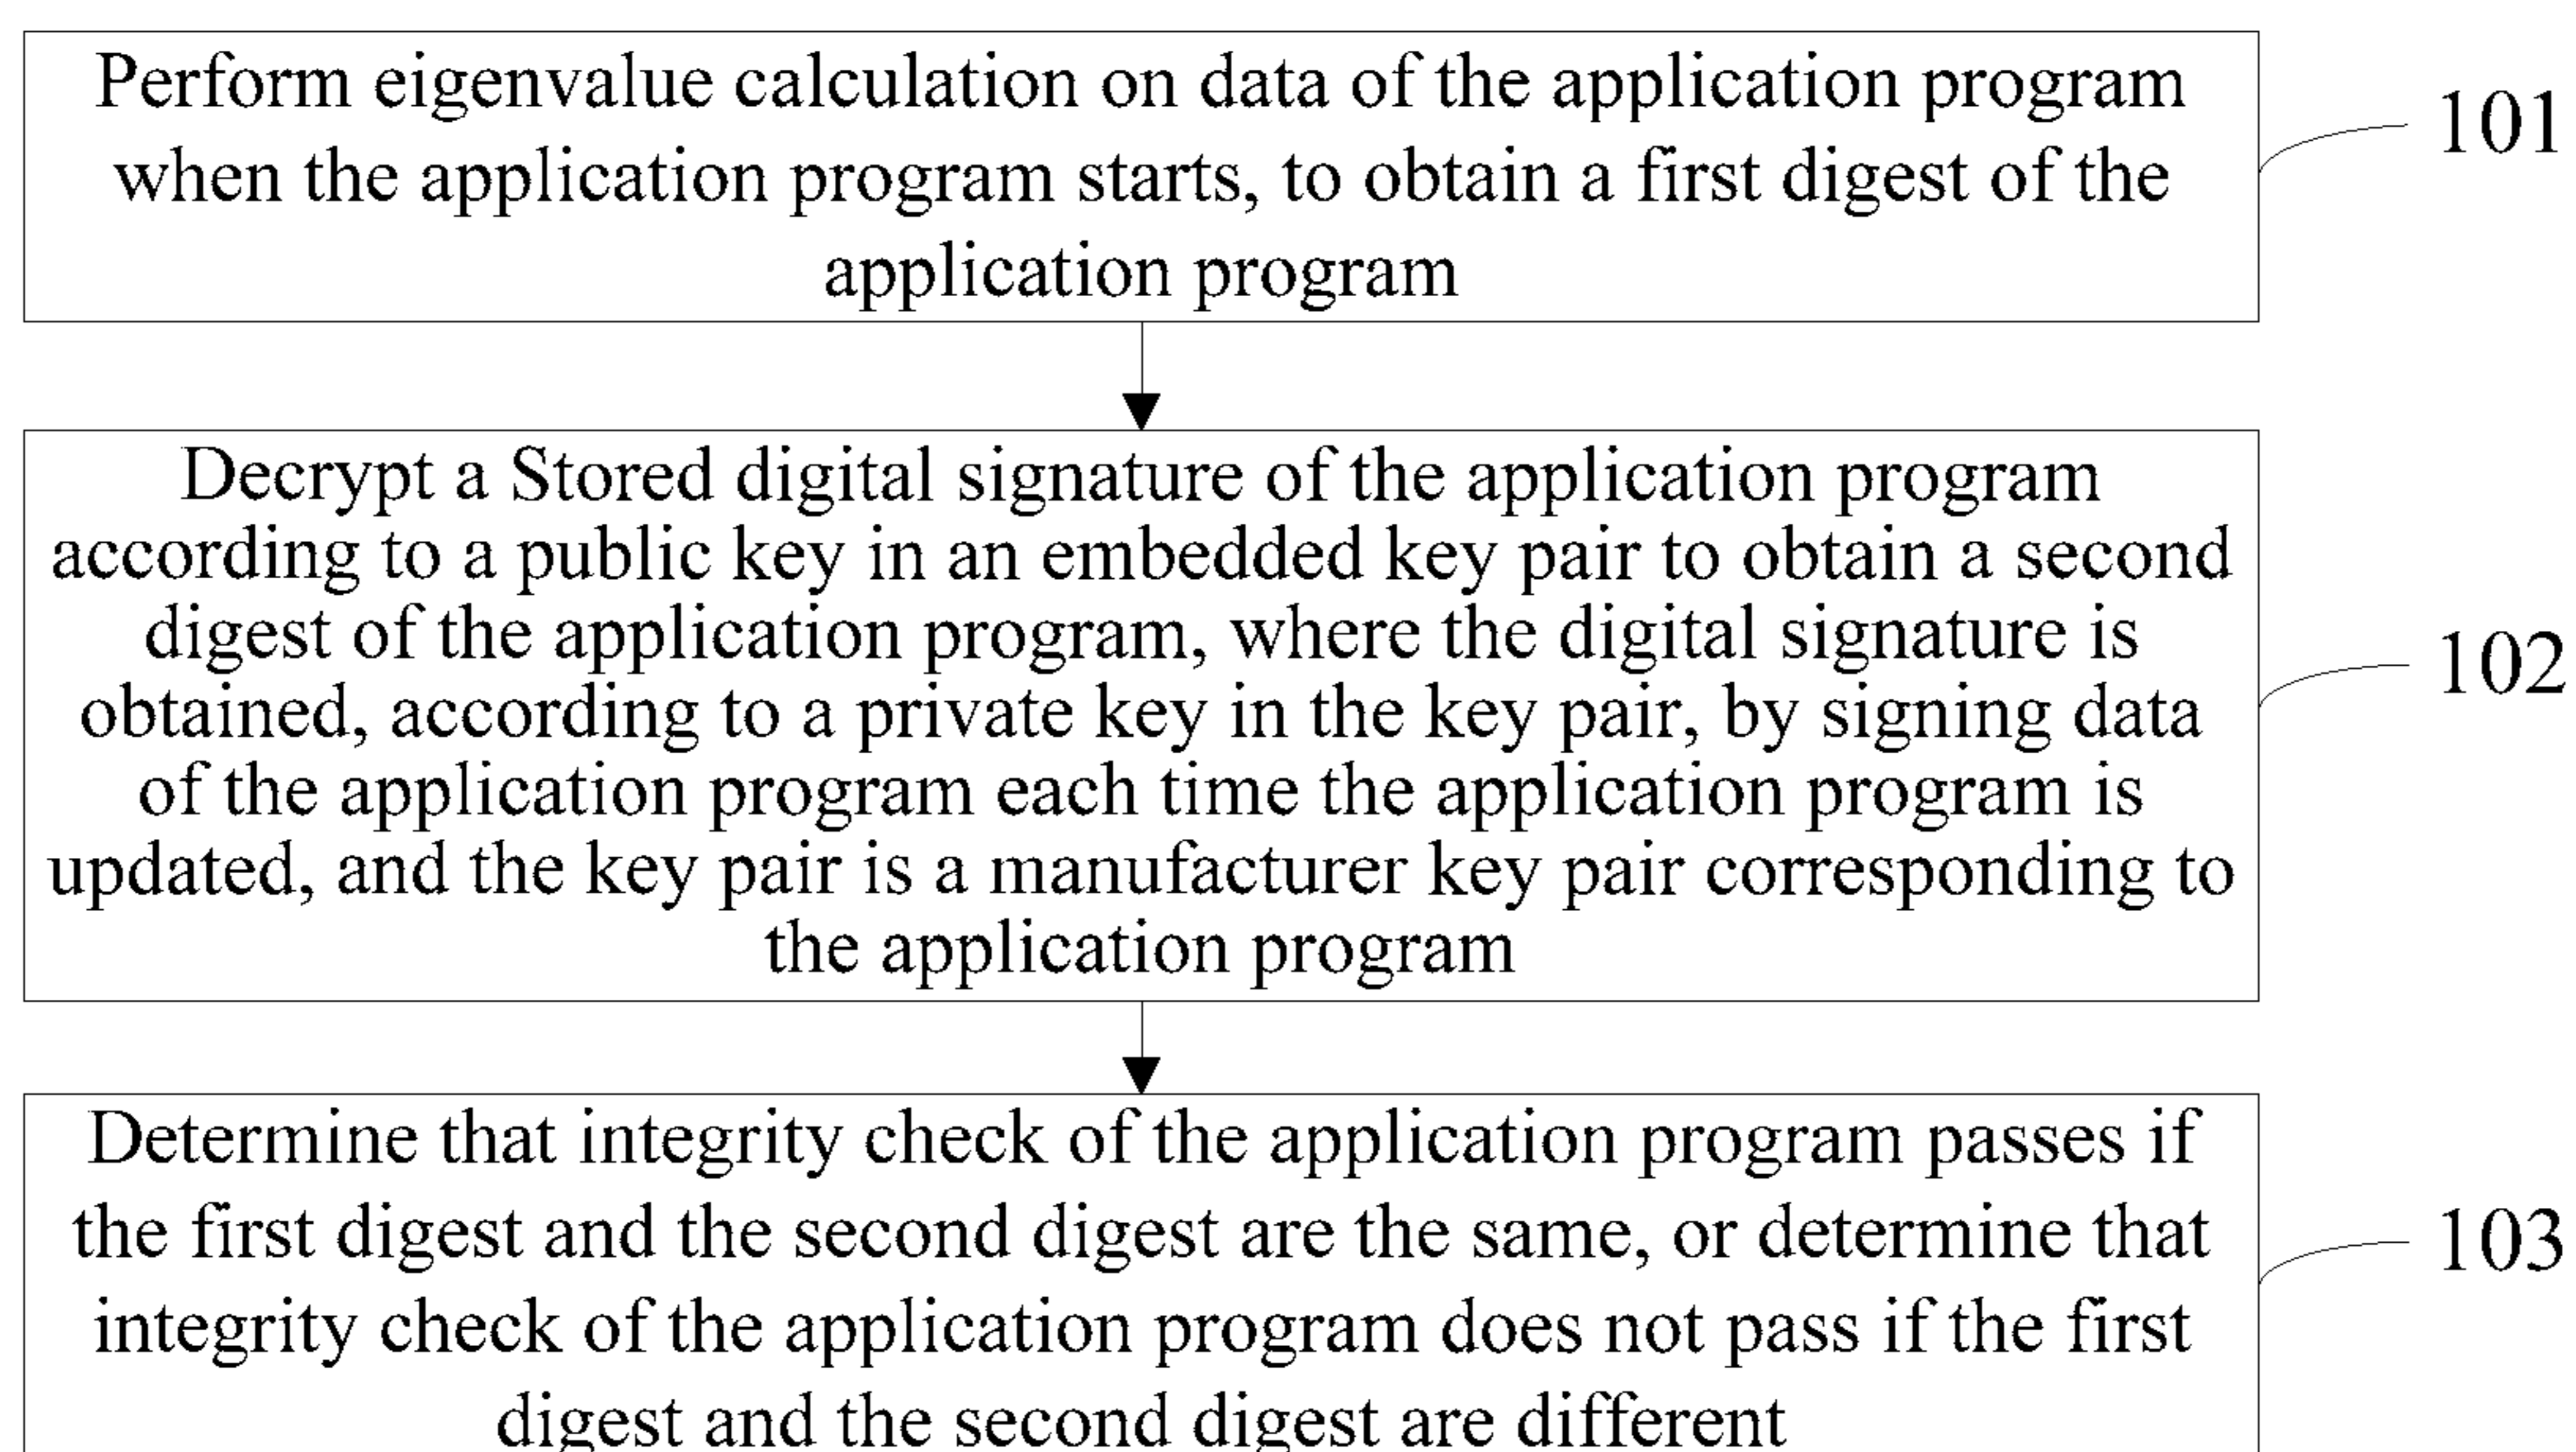 Perform eigenvalue calculation on data of the application program
when the application program starts, to obtain a first digest of the
application program
101
Decrypt a Stored digital signature of the application program
according to a public key in an embedded key pair to obtain a second
digest of the application program, where the digital signature is
obtained, according to a private key in the key pair, by signing data
of the application program each time the application program is
updated, and the key pair is a manufacturer key pair corresponding to
the application program
102
Determine that integrity check of the application program passes if
the first digest and the second digest are the same, or determine that
integrity check of the application program does not pass if the first
digest and the second digest are different
103